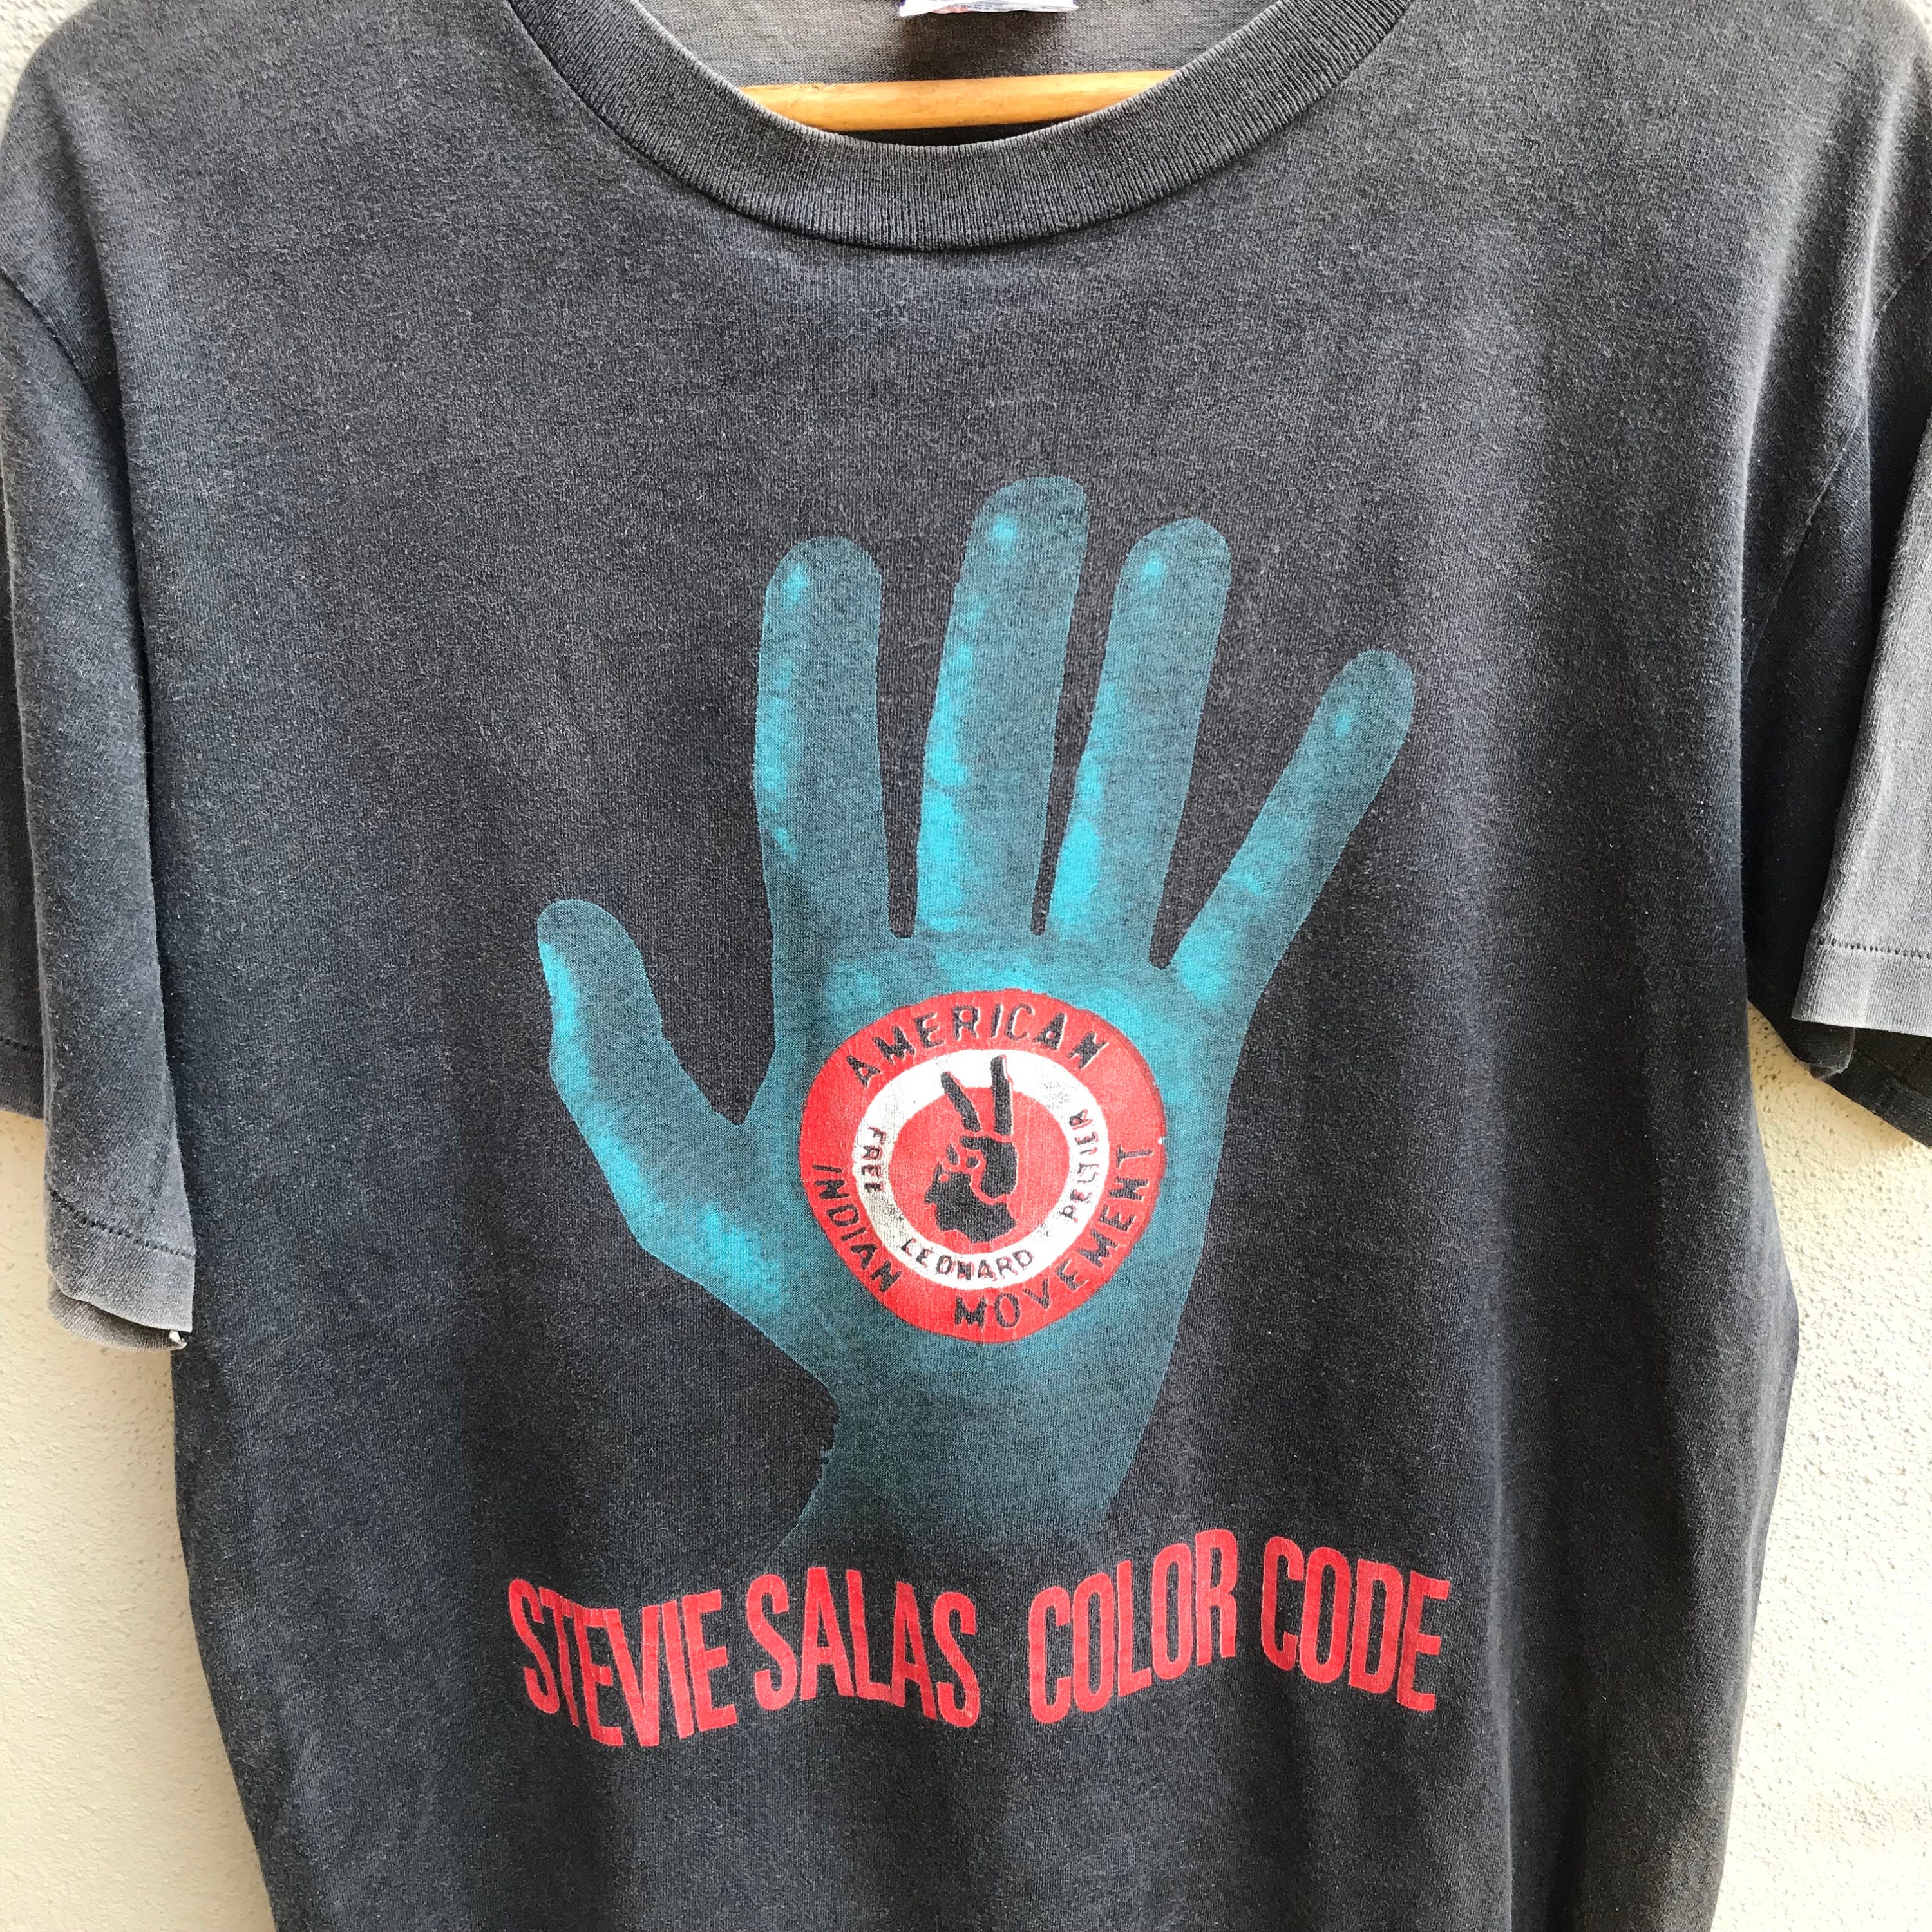 AMERICAN
INDIAN MOVEMENT
FREE LEONARD PELTIER
STEVIE SALAS COLOR CODE